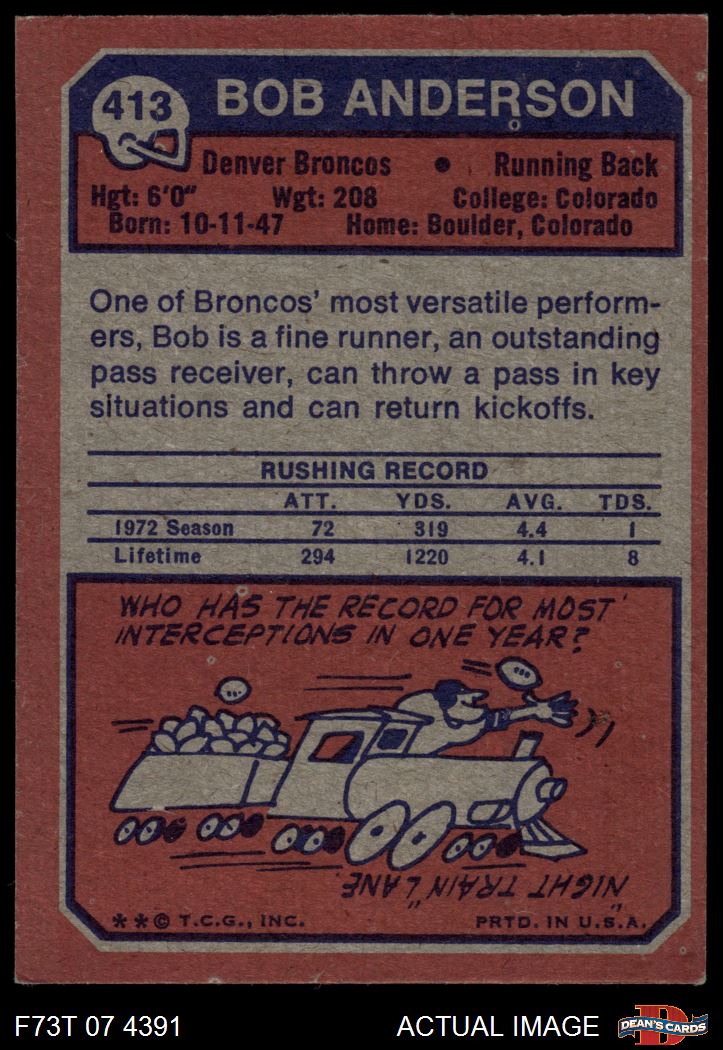 413 BOB ANDERSON
Denver Broncos • Running Back
Hgt: 6'0" Wgt: 208 College: Colorado
Born: 10-11-47 Home: Boulder, Colorado
One of Broncos' most versatile perform-
ers, Bob is a fine runner, an outstanding
pass receiver, can throw a pass in key
situations and can return kickoffs.
RUSHING RECORD
ATT. YDS. AVG. TDS.
1972 Season 72 319 4.4 1
Lifetime 294 1220 4.1 8
WHO HAS THE RECORD FOR MOST
INTERCEPTIONS IN ONE YEAR?
"NIGHT TRAIN" LANE
**© T.C.G., INC. PRTD. IN U.S.A.
F73T 07 4391 ACTUAL IMAGE D DEAN'S CARDS